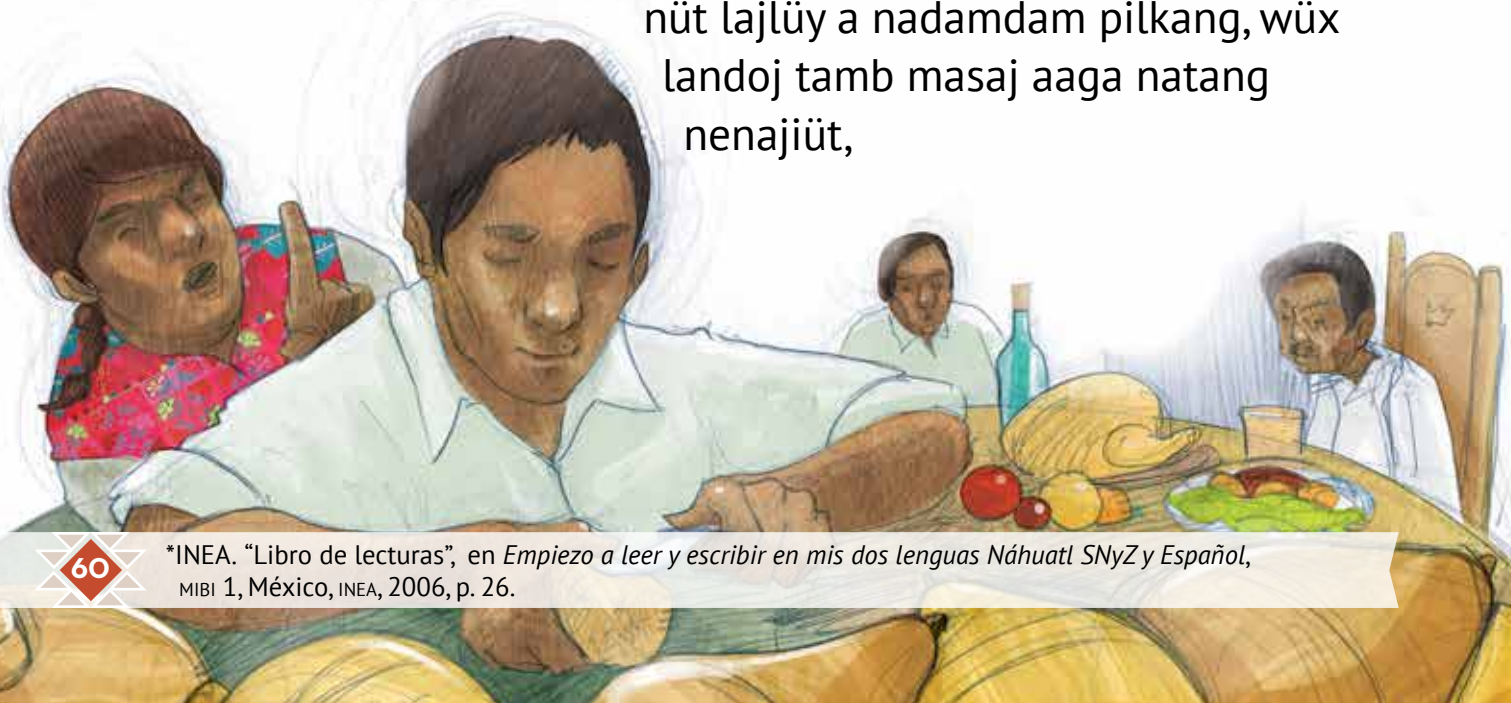 nüt lajlüy a nadamdam pilkang, wüx
landoj tamb masaj aaga natang
nenajiüt,
60
*INEA. “Libro de lecturas”, en Empiezo a leer y escribir en mis dos lenguas Náhuatl SNyZ y Español,
MIBI 1, México, INEA, 2006, p. 26.